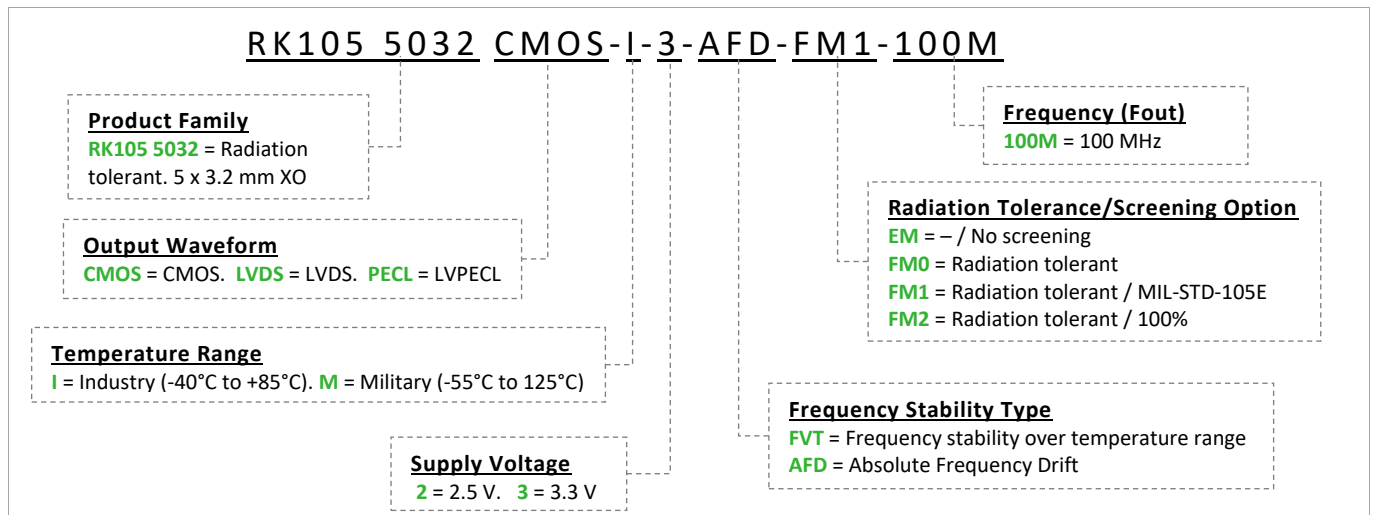 RK105 5032 CMOS-I-3-AFD-FM1-100M
Product Family
RK105 5032 = Radiation
tolerant. 5 x 3.2 mm XO
Frequency (Fout)
100M = 100 MHz
Output Waveform
CMOS = CMOS. LVDS = LVDS. PECL = LVPECL
Radiation Tolerance/Screening Option
EM = – / No screening
FM0 = Radiation tolerant
FM1 = Radiation tolerant / MIL-STD-105E
FM2 = Radiation tolerant / 100%
Temperature Range
I = Industry (-40°C to +85°C). M = Military (-55°C to 125°C)
Frequency Stability Type
FVT = Frequency stability over temperature range
AFD = Absolute Frequency Drift
Supply Voltage
2 = 2.5 V. 3 = 3.3 V